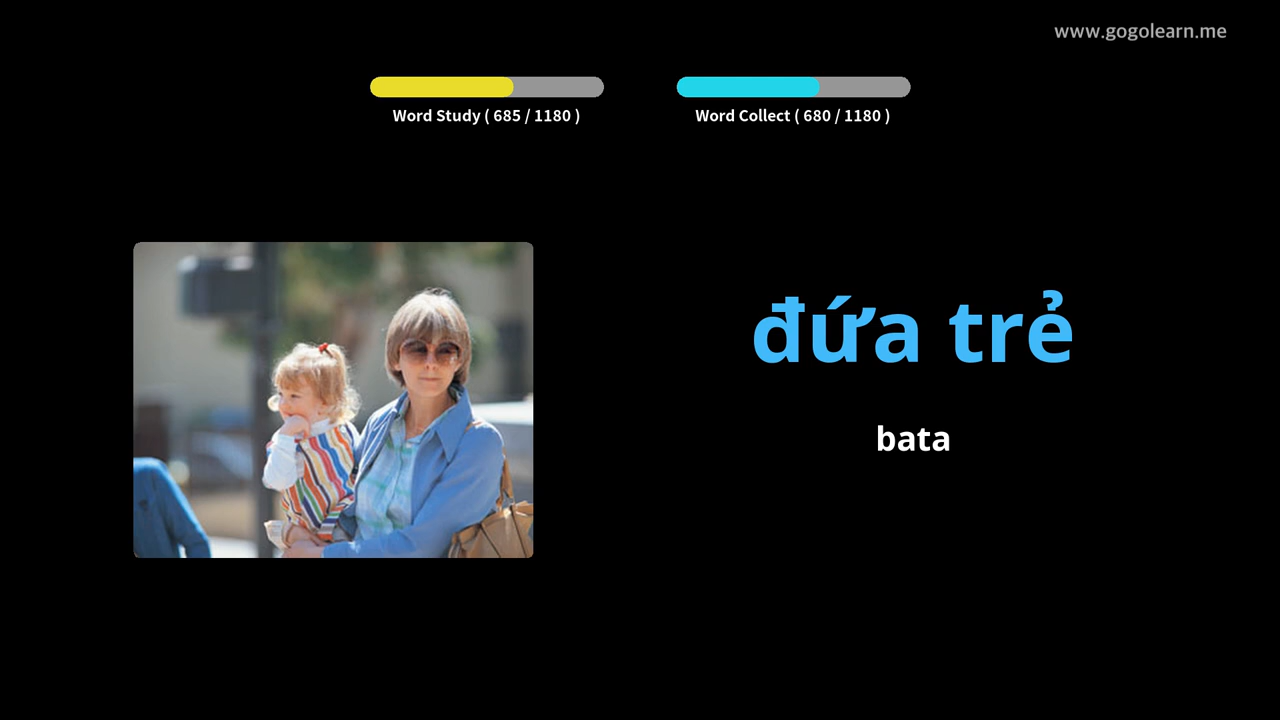 www.gogolearn.me
Word Study ( 685 / 1180 )
Word Collect ( 680 / 1180 )
đứa trẻ
bata